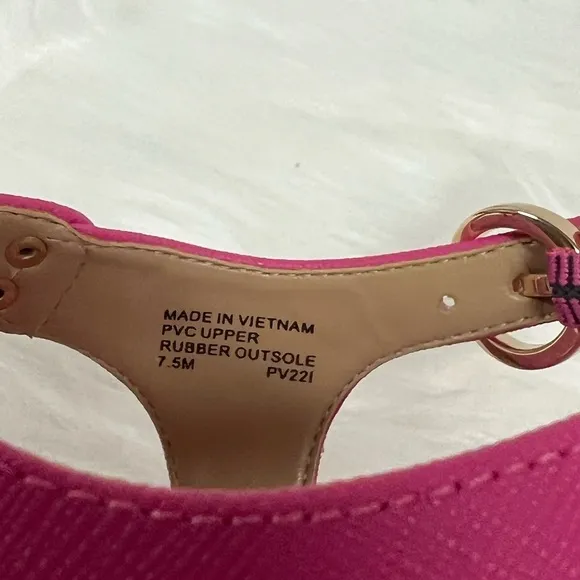 MADE IN VIETNAM
PVC UPPER
RUBBER OUTSOLE
7.5M PV22I